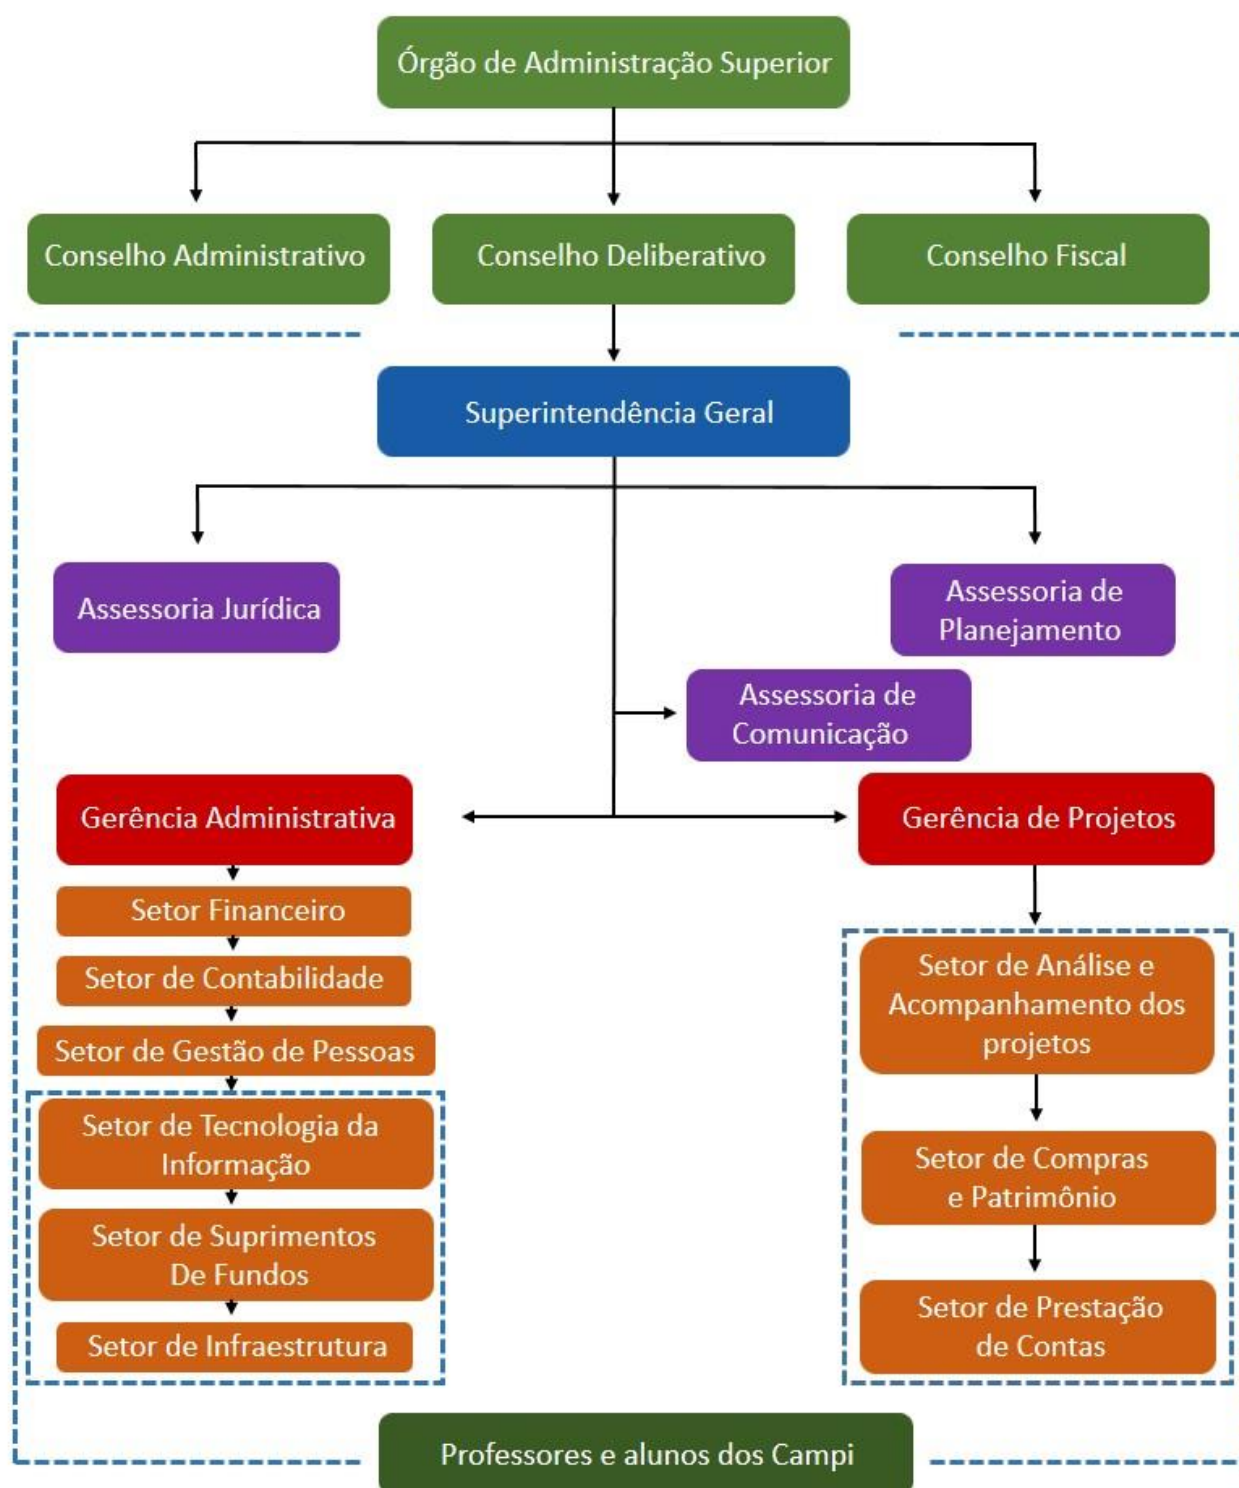 Órgão de Administração Superior
Conselho Administrativo
Conselho Deliberativo
Conselho Fiscal
Superintendência Geral
Assessoria Jurídica
Assessoria de
Planejamento
Assessoria de
Comunicação
Gerência Administrativa
Gerência de Projetos
Setor Financeiro
Setor de Contabilidade
Setor de Gestão de Pessoas
Setor de Tecnologia da
Informação
Setor de Suprimentos
De Fundos
Setor de Infraestrutura
Setor de Análise e
Acompanhamento dos
projetos
Setor de Compras
e Patrimônio
Setor de Prestação
de Contas
Professores e alunos dos Campi